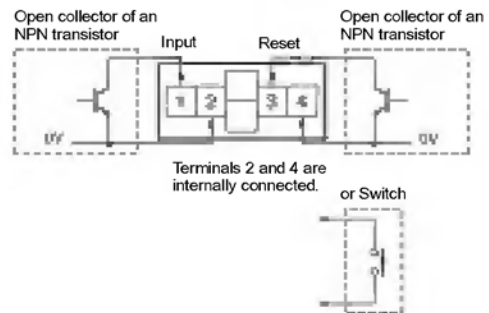 Open collector of an
NPN transistor
Open collector of an
NPN transistor
Input
Reset
1 2 3 4
0V
0V
Terminals 2 and 4 are
internally connected.
or Switch